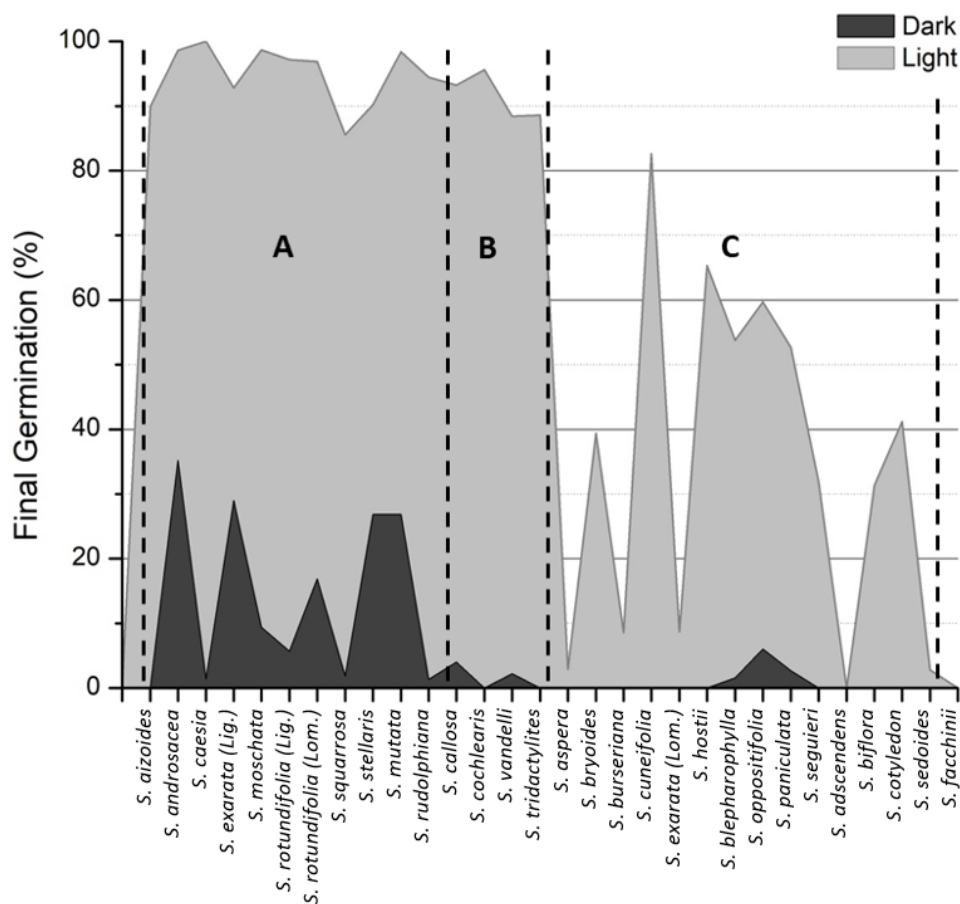 Dark
Light
100
80
60
40
20
0
Final Germination (%)
A
B
C
S. aizoides
S. androsacea
S. caesia
S. exarata (Lig.)
S. moschata
S. rotundifolia (Lig.)
S. rotundifolia (Lom.)
S. squarrosa
S. stellaris
S. mutata
S. rudolphiana
S. callosa
S. cochlearis
S. vandelli
S. tridactylites
S. aspera
S. bryoides
S. burseriana
S. cuneifolia
S. exarata (Lom.)
S. hostii
S. blepharophylla
S. oppositifolia
S. paniculata
S. seguieri
S. adscendens
S. biflora
S. cotyledon
S. sedoides
S. facchinii